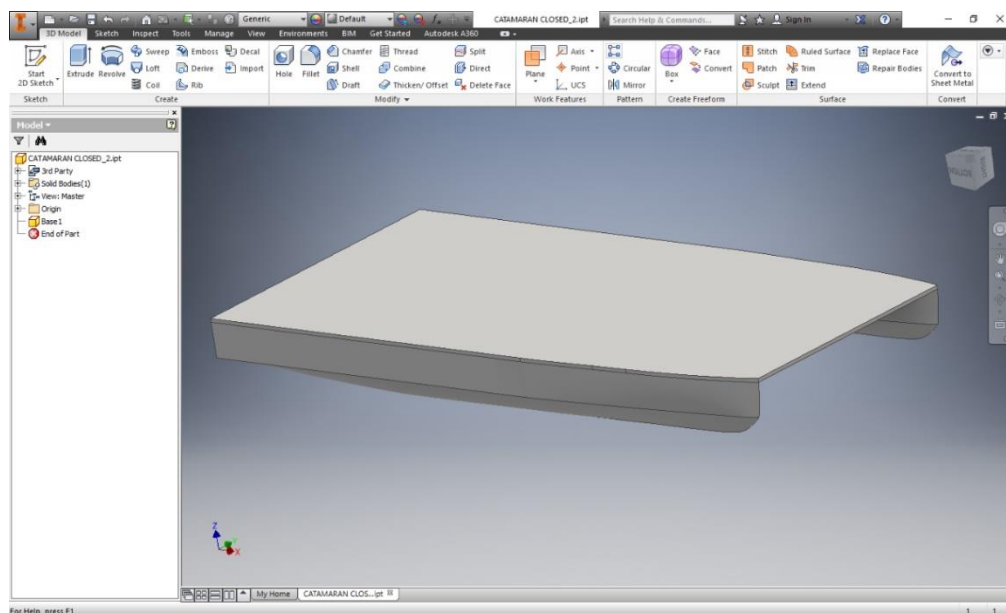 Generic Default CATAMARAN CLOSED_2.ipt Search Help & Commands... Sign In
3D Model Sketch Inspect Tools Manage View Environments BIM Get Started Autodesk A360
Start 2D Sketch
Extrude Revolve
Sweep Emboss Decal
Loft Derive Import
Coil Rib
Hole Fillet
Chamfer Thread Split
Shell Combine Direct
Draft Thicken/ Offset Delete Face
Plane
Axis
Point
UCS
Circular
Mirror
Box
Face
Convert
Stitch Ruled Surface Replace Face
Patch Trim Repair Bodies
Sculpt Extend
Convert to Sheet Metal
Sketch Create Modify Work Features Pattern Create Freeform Surface Convert
Model
CATAMARAN CLOSED_2.ipt
3rd Party
Solid Bodies(1)
View: Master
Origin
Base1
End of Part
BOTTOM
Z
X
My Home CATAMARAN CLOS...ipt
For Help, press F1
1 1